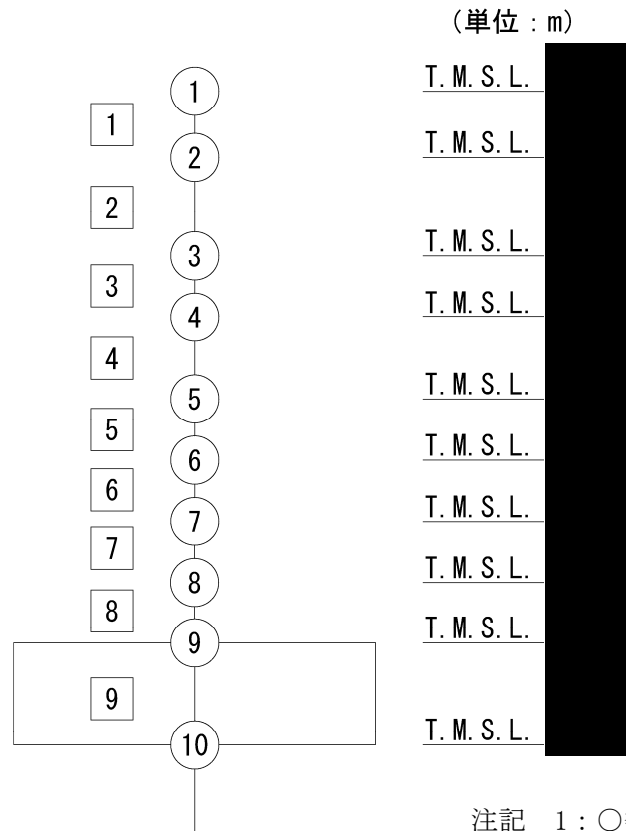 (単位:m)
① T.M.S.L.
1
② T.M.S.L.
2
③ T.M.S.L.
3
④ T.M.S.L.
4
⑤ T.M.S.L.
5
⑥ T.M.S.L.
6
⑦ T.M.S.L.
7
⑧ T.M.S.L.
8
⑨ T.M.S.L.
9
⑩ T.M.S.L.
注記 1:○